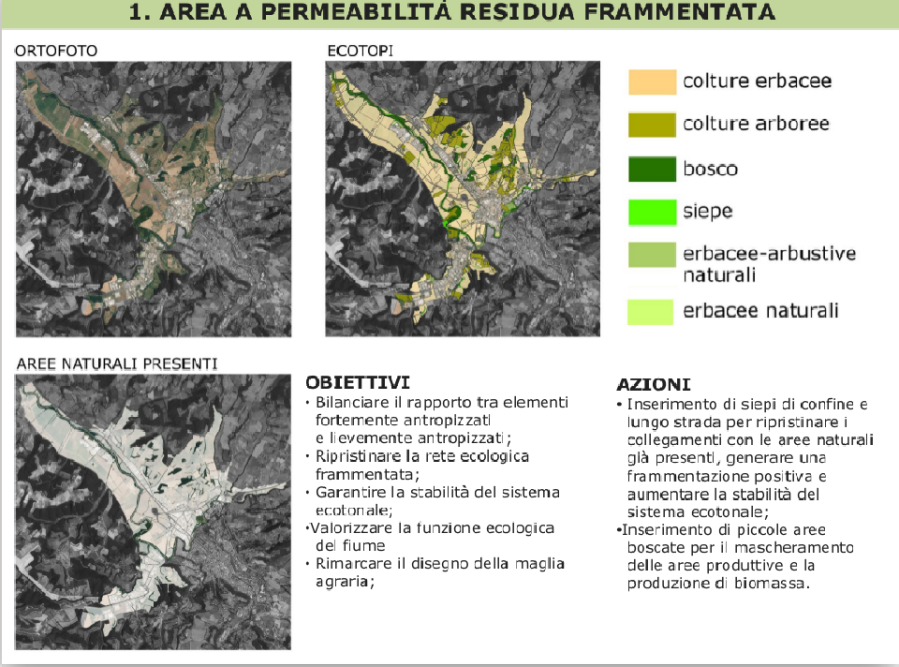 1. AREA A PERMEABILITÁ RESIDUA FRAMMENTATA
ORTOFOTO
ECOTOPI
colture erbacee
colture arboree
bosco
siepe
erbacee-arbustive
naturali
erbacee naturali
AREE NATURALI PRESENTI
OBIETTIVI
· Bilanciare il rapporto tra elementi
fortemente antropizzati
e lievemente antropizzati;
· Ripristinare la rete ecologica
frammentata;
· Garantire la stabilità del sistema
ecotonale;
·Valorizzare la funzione ecologica
del fiume
· Rimarcare il disegno della maglia
agraria;
AZIONI
• Inserimento di siepi di confine e
lungo strada per ripristinare i
collegamenti con le aree naturali
già presenti, generare una
frammentazione positiva e
aumentare la stabilità del
sistema ecotonale;
•Inserimento di piccole aree
boscate per il mascheramento
delle aree produttive e la
produzione di biomassa.